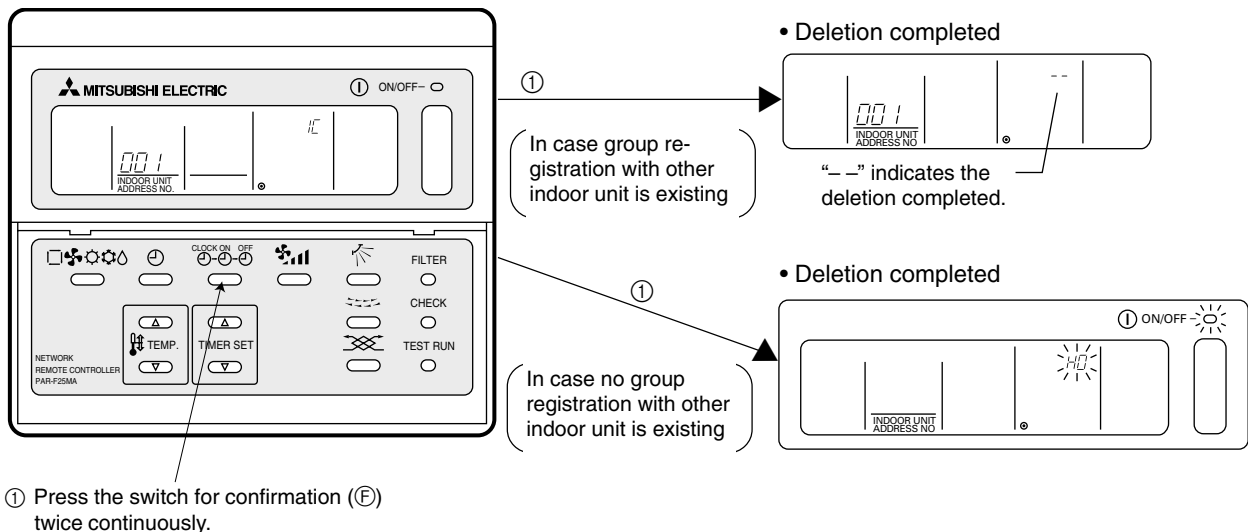 MITSUBISHI ELECTRIC
ON/OFF
1C
001
INDOOR UNIT
ADDRESS NO.
CLOCK ON OFF
FILTER
CHECK
TEST RUN
TEMP.
TIMER SET
NETWORK
REMOTE CONTROLLER
PAR-F25MA
① Press the switch for confirmation (Ⓕ)
twice continuously.
①
In case group re-
gistration with other
indoor unit is existing
• Deletion completed
001
- -
INDOOR UNIT
ADDRESS NO
“– –” indicates the
deletion completed.
①
In case no group
registration with other
indoor unit is existing
• Deletion completed
ON/OFF
H0
INDOOR UNIT
ADDRESS NO